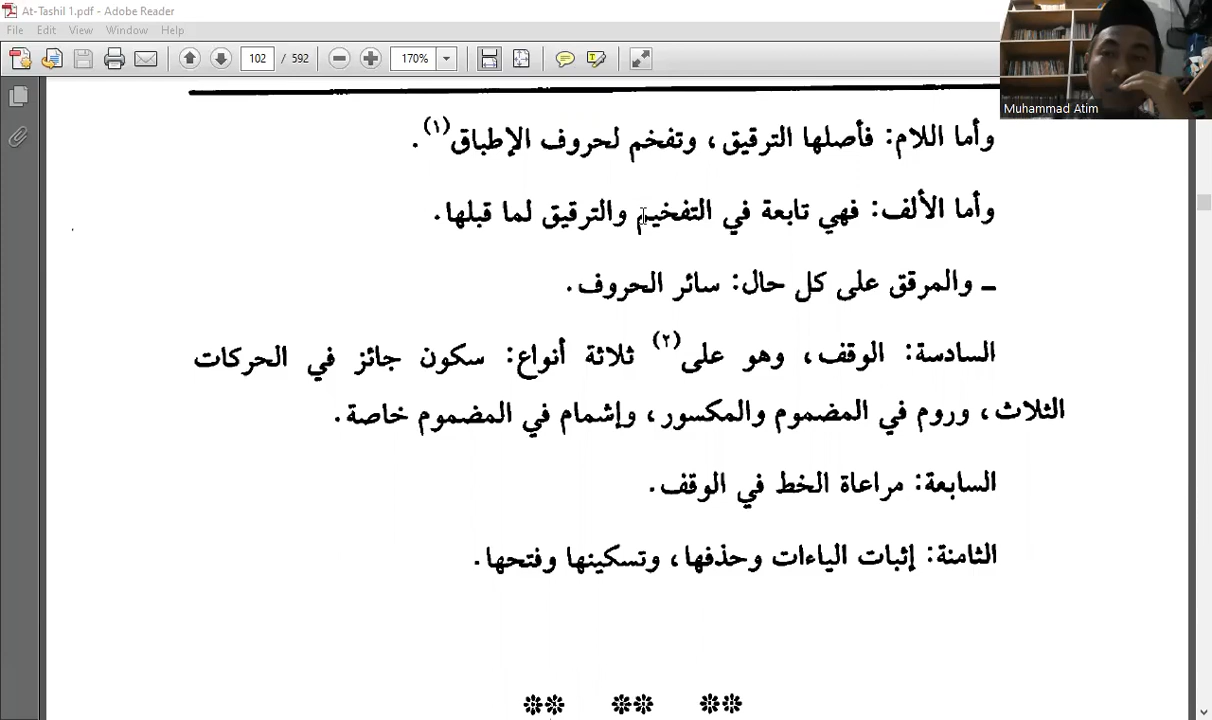 At-Tashil 1.pdf - Adobe Reader
File Edit View Window Help
102 / 592 170%
Muhammad Atim
وأما اللام: فأصلها الترقيق، وتفخم لحروف الإطباق(١).
وأما الألف: فهي تابعة في التفخيم والترقيق لما قبلها.
ـ والمرقق على كل حال: سائر الحروف.
السادسة: الوقف، وهو على(٢) ثلاثة أنواع: سكون جائز في الحركات
الثلاث، وروم في المضموم والمكسور، وإشمام في المضموم خاصة.
السابعة: مراعاة الخط في الوقف.
الثامنة: إثبات الياءات وحذفها، وتسكينها وفتحها.